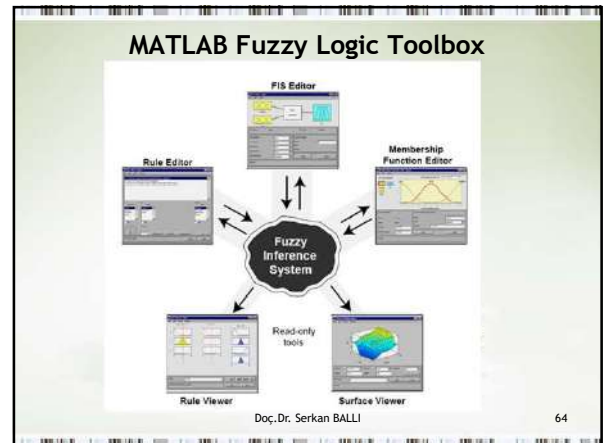 MATLAB Fuzzy Logic Toolbox
FIS Editor
Rule Editor
Membership
Function Editor
Fuzzy
Inference
System
Read-only
tools
Rule Viewer
Surface Viewer
Doç.Dr. Serkan BALLI
64